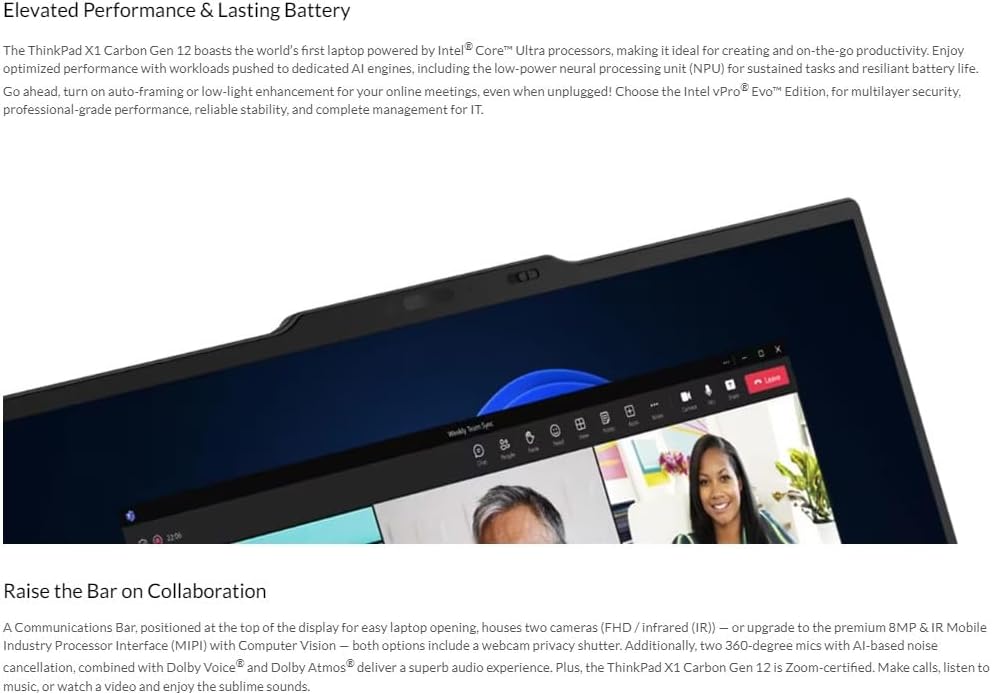 Elevated Performance & Lasting Battery
The ThinkPad X1 Carbon Gen 12 boasts the world's first laptop powered by Intel® Core™ Ultra processors, making it ideal for creating and on-the-go productivity. Enjoy
optimized performance with workloads pushed to dedicated AI engines, including the low-power neural processing unit (NPU) for sustained tasks and resiliant battery life.
Go ahead, turn on auto-framing or low-light enhancement for your online meetings, even when unplugged! Choose the Intel vPro® Evo™ Edition, for multilayer security,
professional-grade performance, reliable stability, and complete management for IT.
Weekly Team Sync
Chat People Raise React View Notes Apps More Camera Mic Share Leave
22:06
Raise the Bar on Collaboration
A Communications Bar, positioned at the top of the display for easy laptop opening, houses two cameras (FHD / infrared (IR)) — or upgrade to the premium 8MP & IR Mobile
Industry Processor Interface (MIPI) with Computer Vision — both options include a webcam privacy shutter. Additionally, two 360-degree mics with AI-based noise
cancellation, combined with Dolby Voice® and Dolby Atmos® deliver a superb audio experience. Plus, the ThinkPad X1 Carbon Gen 12 is Zoom-certified. Make calls, listen to
music, or watch a video and enjoy the sublime sounds.